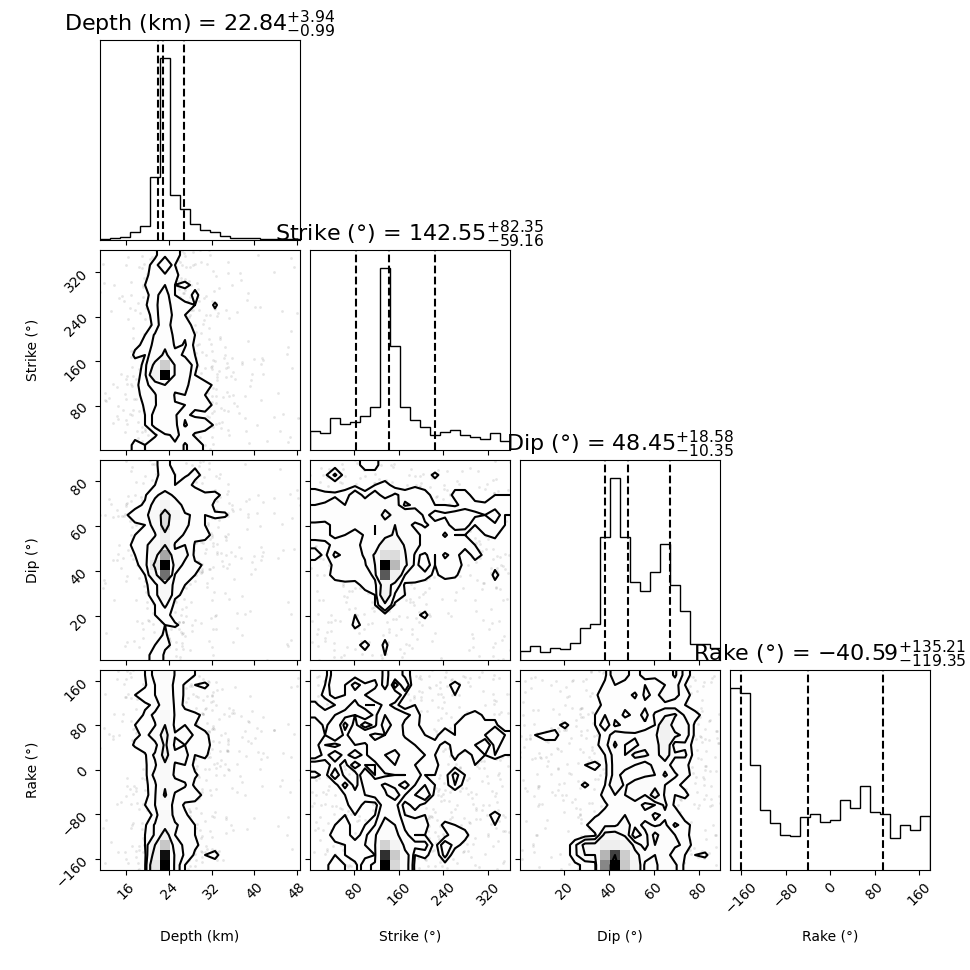 Depth (km) = 22.84 +3.94 −0.99
Strike (°) = 142.55 +82.35 −59.16
Strike (°)
320
240
160
80
Dip (°) = 48.45 +18.58 −10.35
Dip (°)
80
60
40
20
Rake (°) = −40.59 +135.21 −119.35
Rake (°)
160
80
0
−80
−160
16 24 32 40 48
80 160 240 320
20 40 60 80
−160 −80 0 80 160
Depth (km) Strike (°) Dip (°) Rake (°)